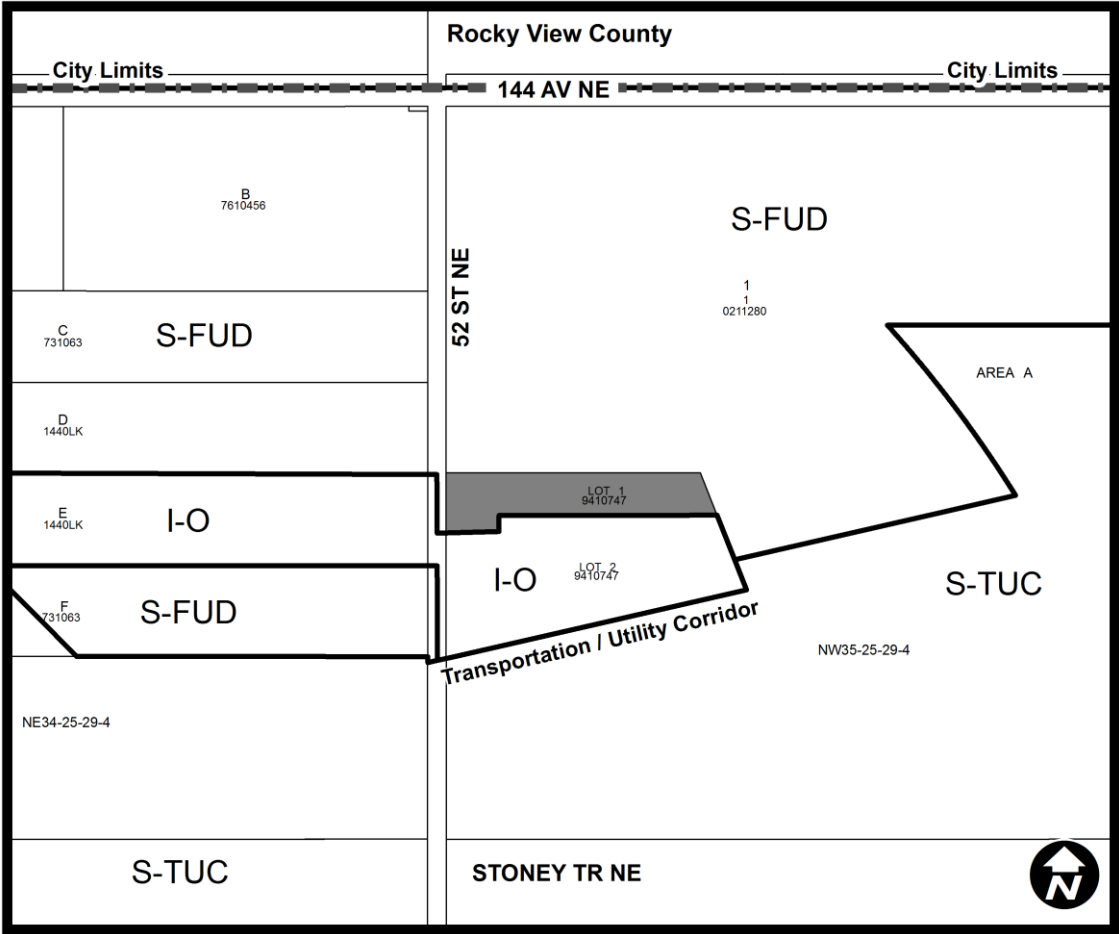 Rocky View County
City Limits
City Limits
144 AV NE
B
7610456
S-FUD
52 ST NE
1
1
0211280
C
731063
S-FUD
AREA A
D
1440LK
LOT 1
9410747
E
1440LK
I-O
I-O
LOT 2
9410747
S-TUC
F
731063
S-FUD
Transportation / Utility Corridor
NW35-25-29-4
NE34-25-29-4
S-TUC
STONEY TR NE
N